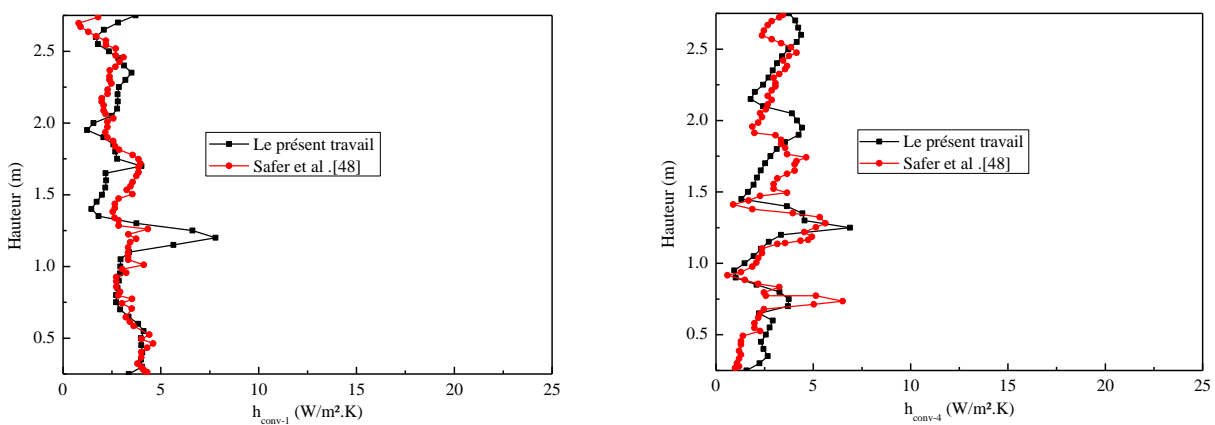 2.5
2.0
1.5
1.0
0.5
Hauteur (m)
Le présent travail
Safer et al .[48]
0 5 10 15 20 25
h_conv-1 (W/m².K)
2.5
2.0
1.5
1.0
0.5
Hauteur (m)
Le présent travail
Safer et al .[48]
0 5 10 15 20 25
h_conv-4 (W/m².K)